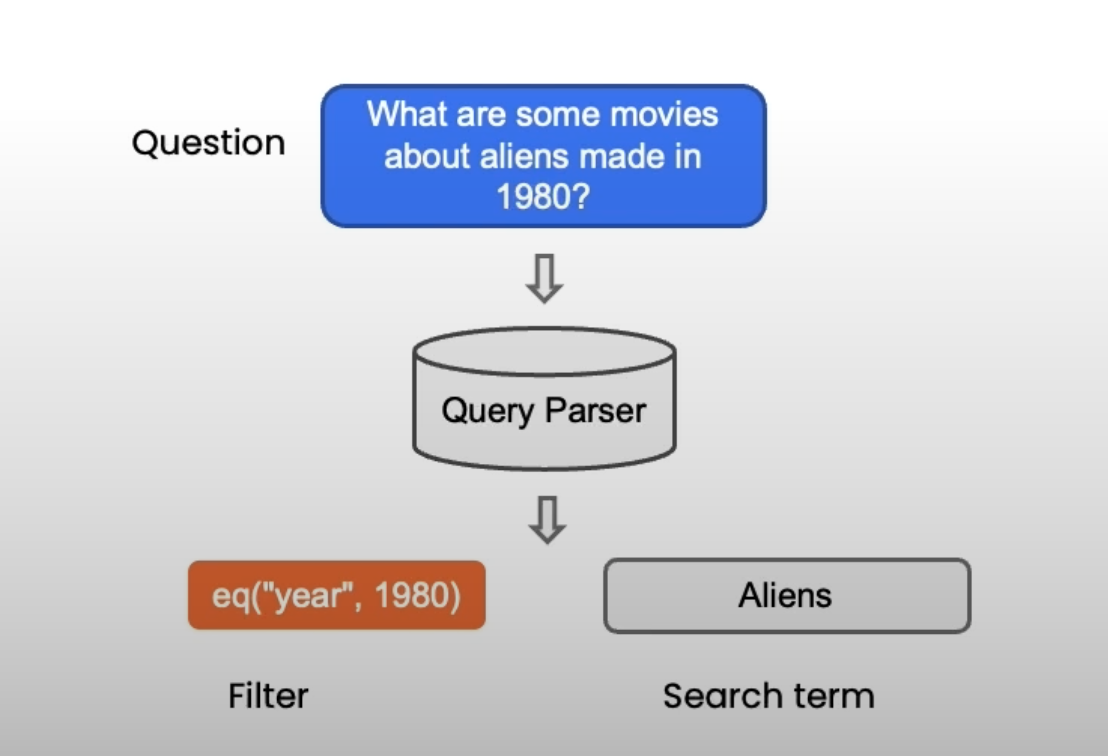 Question
What are some movies
about aliens made in
1980?
Query Parser
eq("year", 1980)
Aliens
Filter
Search term